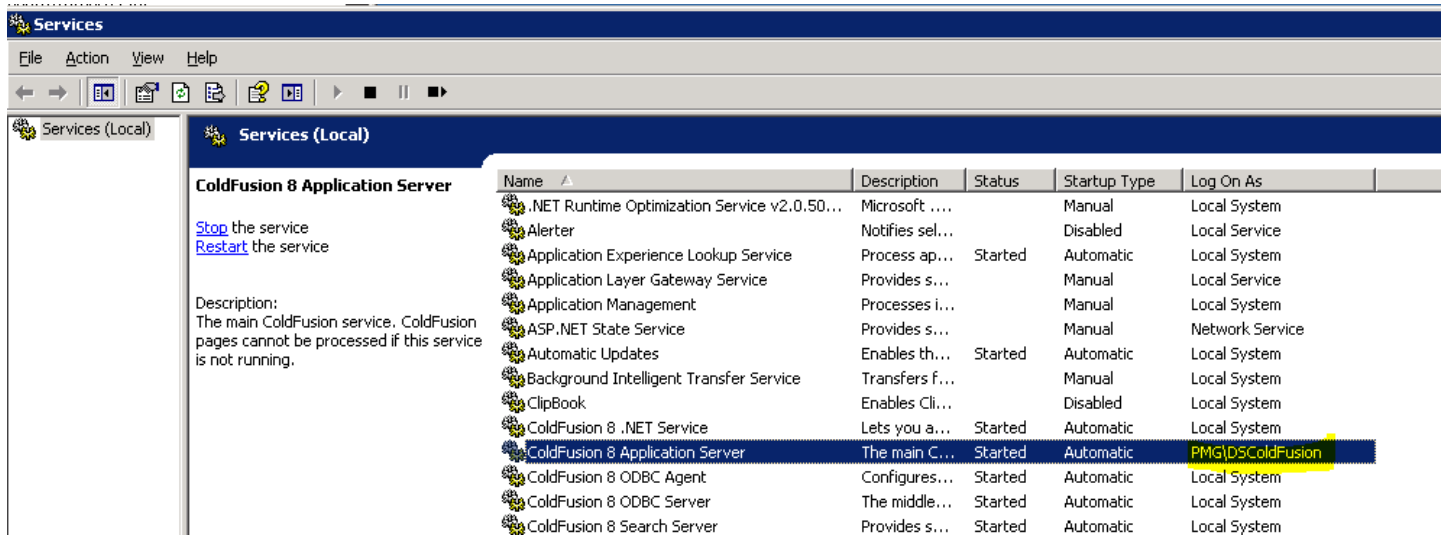 Services
File Action View Help
Services (Local)
Services (Local)
ColdFusion 8 Application Server
Stop the service
Restart the service
Description:
The main ColdFusion service. ColdFusion
pages cannot be processed if this service
is not running.
Name Description Status Startup Type Log On As
.NET Runtime Optimization Service v2.0.50... Microsoft .... Manual Local System
Alerter Notifies sel... Disabled Local Service
Application Experience Lookup Service Process ap... Started Automatic Local System
Application Layer Gateway Service Provides s... Manual Local Service
Application Management Processes i... Manual Local System
ASP.NET State Service Provides s... Manual Network Service
Automatic Updates Enables th... Started Automatic Local System
Background Intelligent Transfer Service Transfers f... Manual Local System
ClipBook Enables Cli... Disabled Local System
ColdFusion 8 .NET Service Lets you a... Started Automatic Local System
ColdFusion 8 Application Server The main C... Started Automatic PMG\DSColdFusion
ColdFusion 8 ODBC Agent Configures... Started Automatic Local System
ColdFusion 8 ODBC Server The middle... Started Automatic Local System
ColdFusion 8 Search Server Provides s... Started Automatic Local System